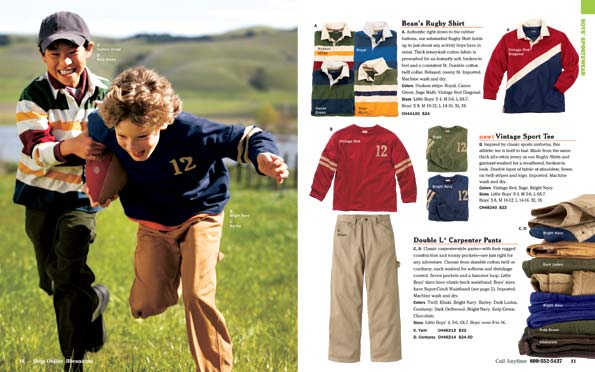 A
Hudson Stripe
D
Kelp Green
12
B
Bright Navy
C
Barley
14 Shop Online llbean.com
Bean's Rugby Shirt
A. Authentic right down to the rubber
buttons, our substantial Rugby Shirt holds
up to just about any activity boys have in
mind. Thick jersey-knit cotton fabric is
prewashed for an instantly soft, broken-in
feel and a consistent fit. Durable cotton
twill collar. Relaxed, roomy fit. Imported.
Machine wash and dry.
Colors Hudson Stripe, Royal, Camo
Green, Sage Multi, Vintage Red Diagonal.
Sizes Little Boys' S 4, M 5-6, L 6X-7.
Boys' S 8, M 10-12, L 14-16, XL 18.
CH44100 $24
A
Hudson
Stripe
Royal
Camo
Green
Sage
Multi
A
Vintage Red
Diagonal
BOYS' SPORTSWEAR
B
Vintage Red
12
Sage
12
Bright Navy
12
new! Vintage Sport Tee
B. Inspired by classic sports uniforms, this
athletic tee is built to last. Made from the
same thick all-cotton jersey as our Rugby Shirts and
garment-washed for a weathered, broken-in
look. Double layer of fabric at shoulders. Sewn-
on twill stripes and logo. Imported. Machine
wash and dry.
Colors Vintage Red, Sage, Bright Navy.
Sizes Little Boys' S 4, M 5-6, L 6X-7.
Boys' S 8, M 10-12, L 14-16, XL 18.
CH48240 $22
Double L® Carpenter Pants
C, D. Classic carpenter-style pants—with their rugged
construction and roomy pockets—are just right for
any adventure. Choose from durable cotton twill or
corduroy, each washed for softness and shrinkage
control. Seven pockets and a hammer loop. Little
Boys' sizes have elastic-back waistband; Boys' sizes
have Super-Cinch Waistband (see page 2). Imported.
Machine wash and dry.
Colors Twill: Khaki, Bright Navy, Barley, Dark Loden.
Corduroy: Dark Driftwood, Bright Navy, Kelp Green,
Chocolate.
Sizes Little Boys' 4, 5-6, 6X-7. Boys' even 8 to 16.
C. Twill CH46213 $22
D. Corduroy CH46214 $24.50
C, D
Bright Navy
Dark Loden
Bright Navy
Kelp Green
Chocolate
Call Anytime 800-552-5437 11